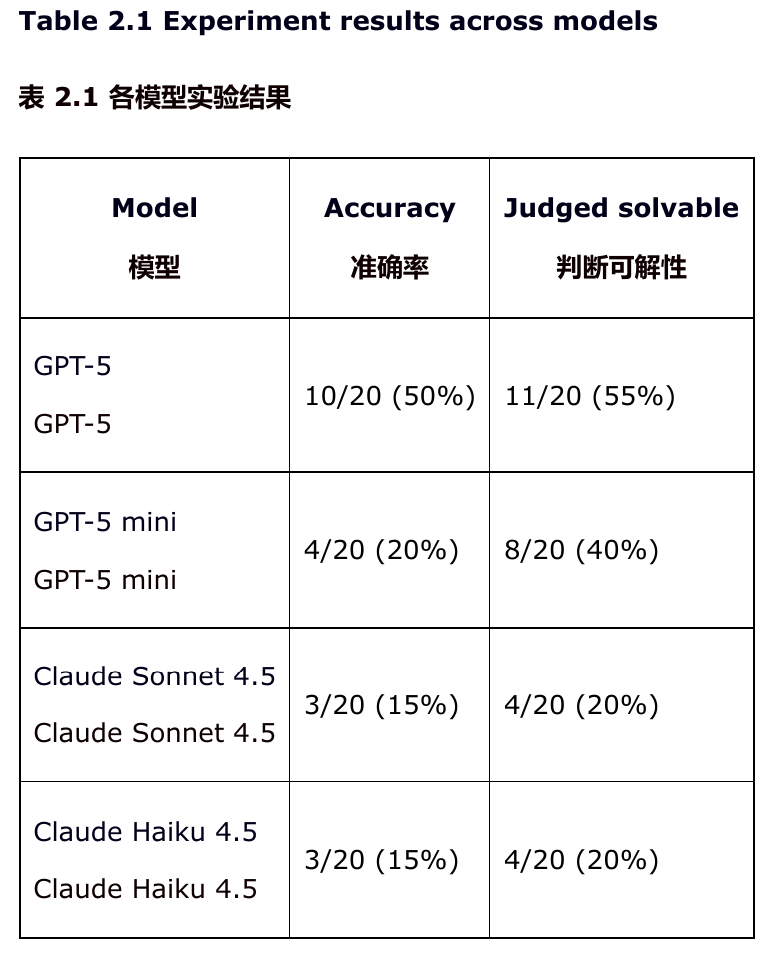 Table 2.1 Experiment results across models
表 2.1 各模型实验结果
Model
模型
Accuracy
准确率
Judged solvable
判断可解性
GPT-5
GPT-5
10/20 (50%)
11/20 (55%)
GPT-5 mini
GPT-5 mini
4/20 (20%)
8/20 (40%)
Claude Sonnet 4.5
Claude Sonnet 4.5
3/20 (15%)
4/20 (20%)
Claude Haiku 4.5
Claude Haiku 4.5
3/20 (15%)
4/20 (20%)